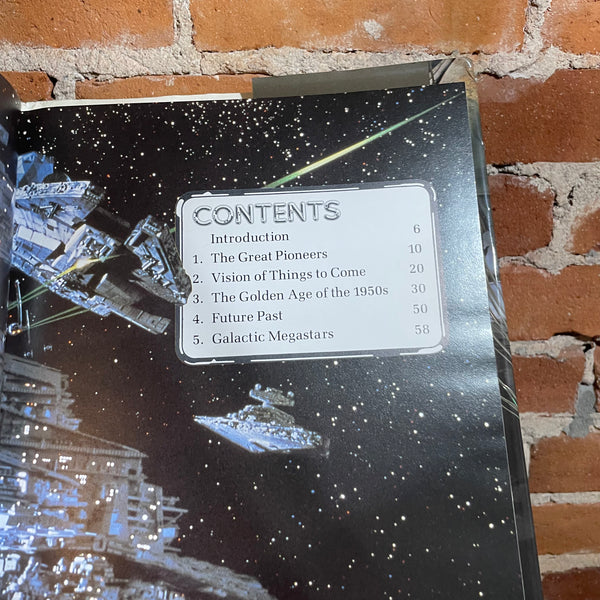 CONTENTS
Introduction 6
1. The Great Pioneers 10
2. Vision of Things to Come 20
3. The Golden Age of the 1950s 30
4. Future Past 50
5. Galactic Megastars 58